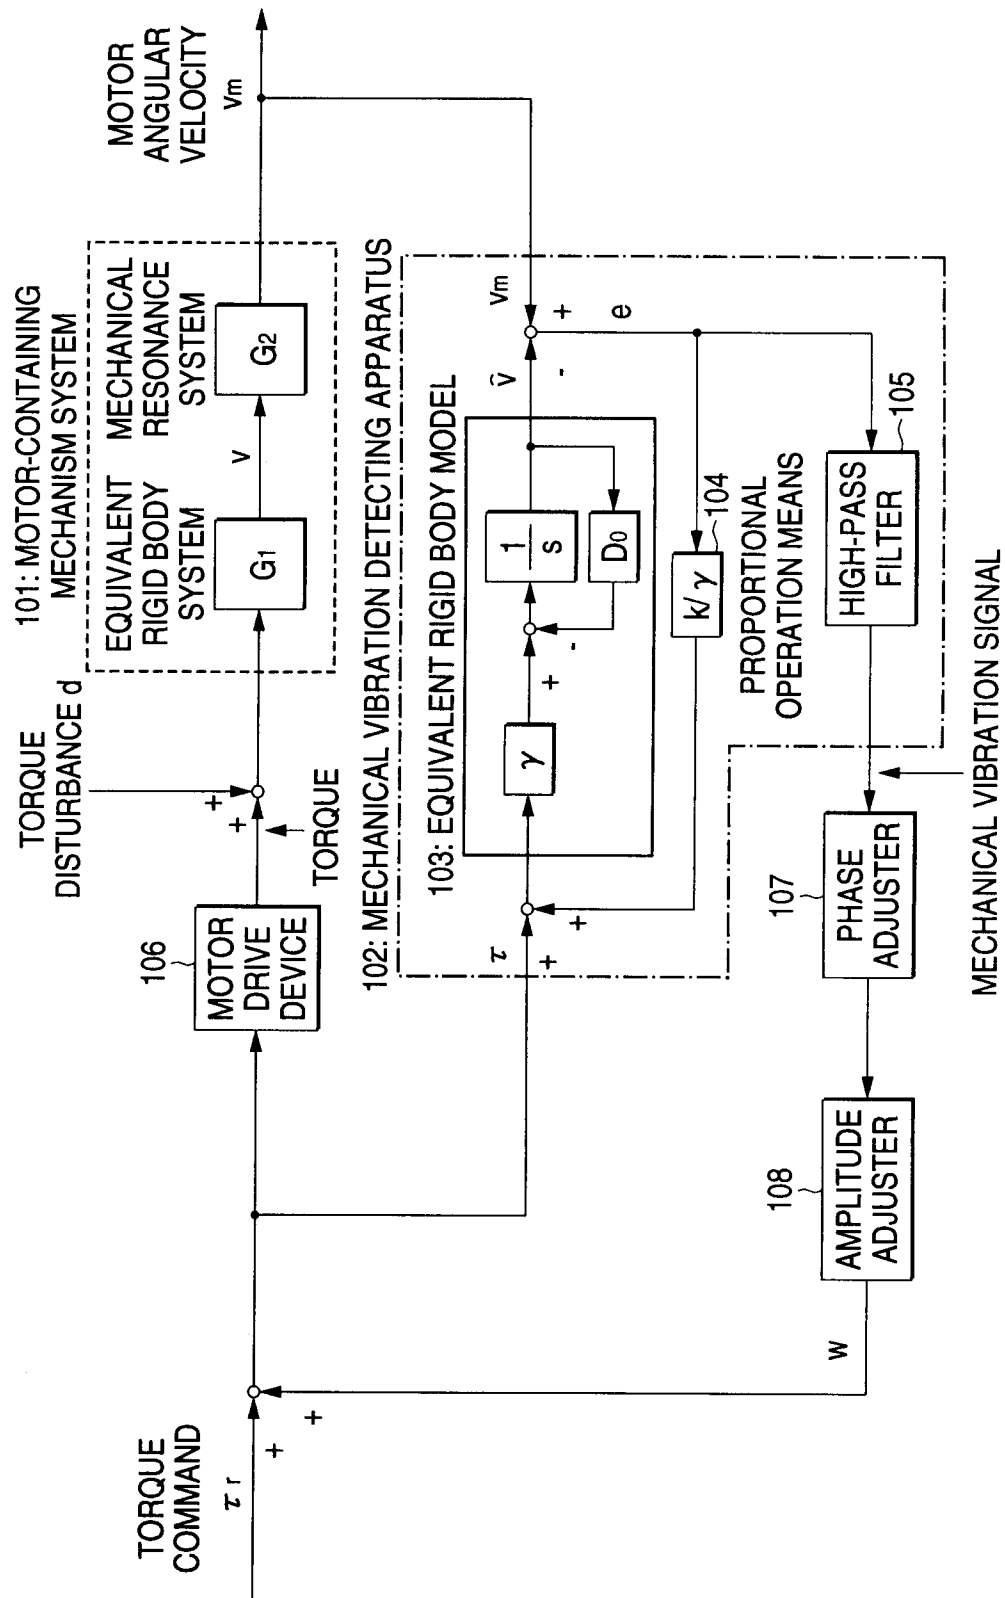 101: MOTOR-CONTAINING
MECHANISM SYSTEM
TORQUE
DISTURBANCE d
EQUIVALENT
RIGID BODY
SYSTEM
MECHANICAL
RESONANCE
SYSTEM
MOTOR
ANGULAR
VELOCITY
vm
G1
v
G2
+
+
TORQUE
106
MOTOR
DRIVE
DEVICE
TORQUE
COMMAND
τ r
+
+
102: MECHANICAL VIBRATION DETECTING APPARATUS
103: EQUIVALENT RIGID BODY MODEL
τ
+
+
γ
+
-
1
s
D0
v̂
-
vm
+
e
k/γ
104
PROPORTIONAL
OPERATION MEANS
HIGH-PASS
FILTER
105
MECHANICAL VIBRATION SIGNAL
107
PHASE
ADJUSTER
108
AMPLITUDE
ADJUSTER
w